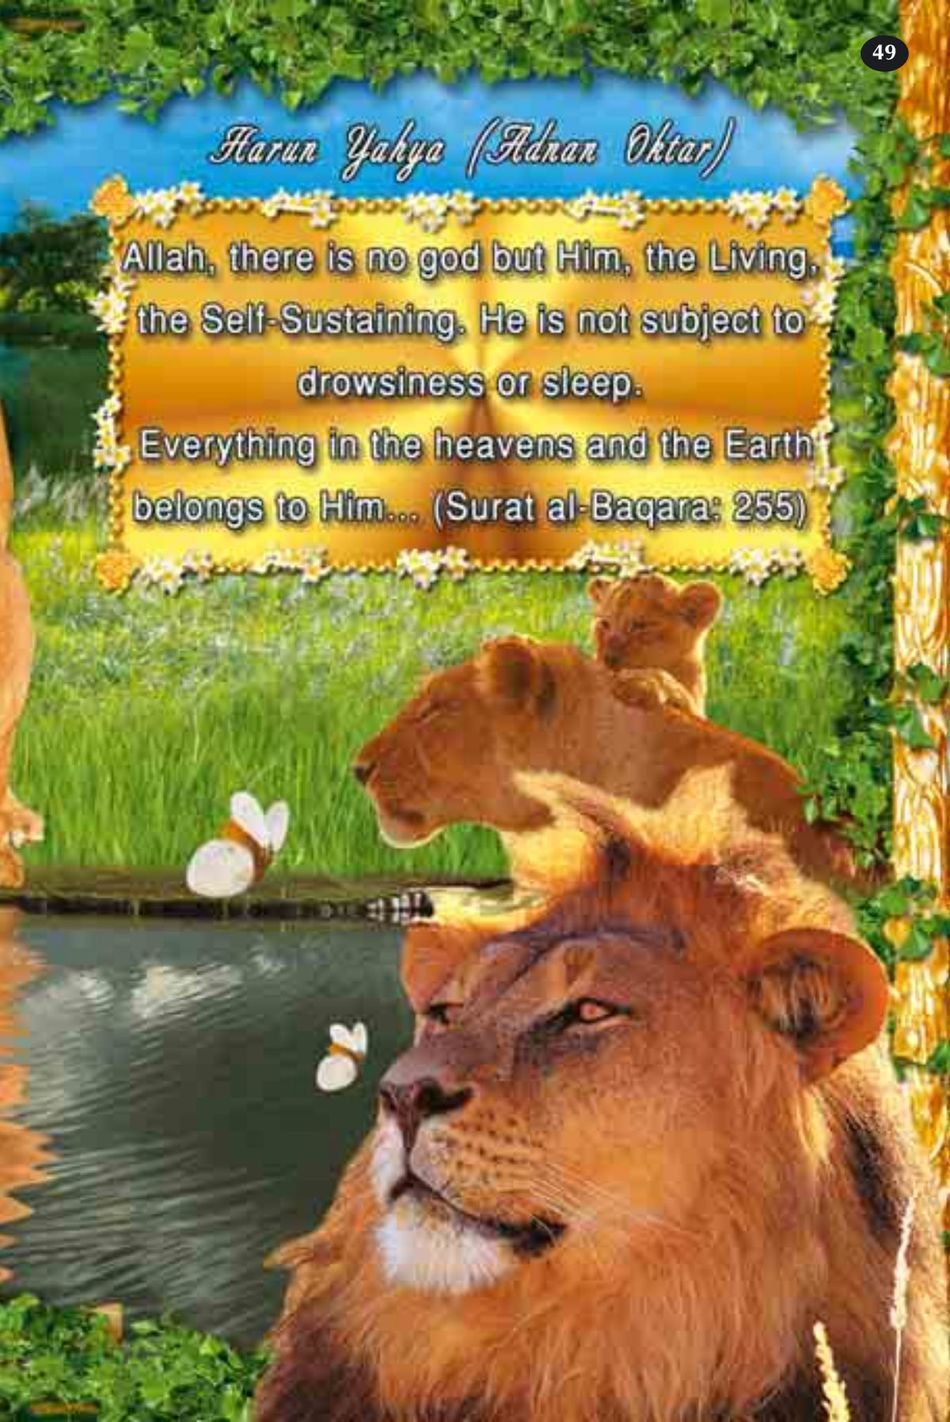 49
Harun Yahya (Adnan Oktar)
Allah, there is no god but Him, the Living,
the Self-Sustaining. He is not subject to
drowsiness or sleep.
Everything in the heavens and the Earth
belongs to Him... (Surat al-Baqara: 255)